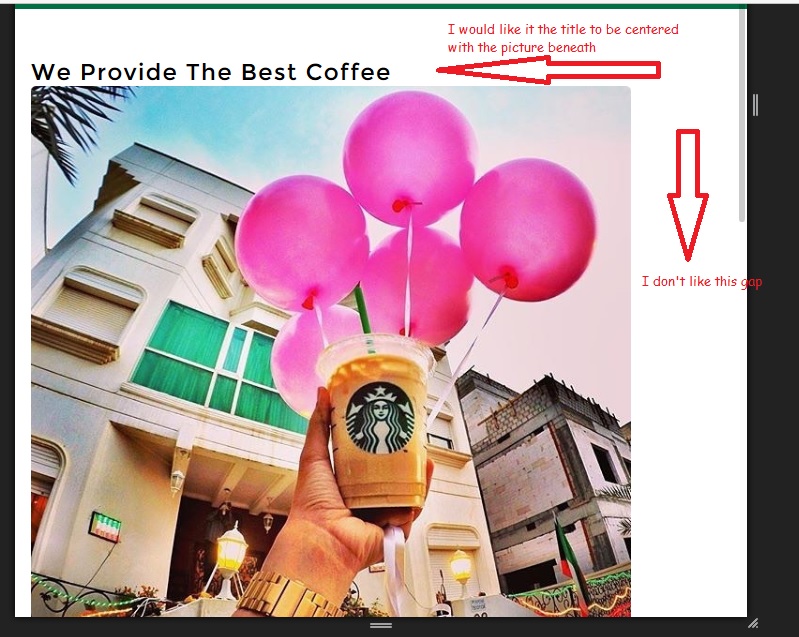 I would like it the title to be centered
with the picture beneath
We Provide The Best Coffee
I don't like this gap